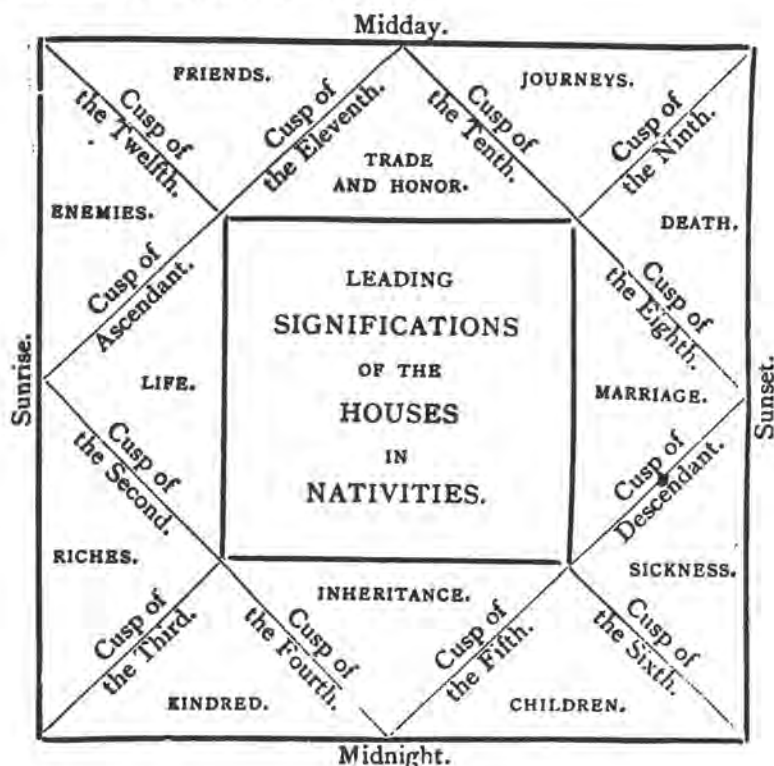 Midday.
FRIENDS.
JOURNEYS.
Cusp of
the Twelfth.
Cusp of
the Eleventh.
Cusp of
the Tenth.
Cusp of
the Ninth.
TRADE
AND HONOR.
ENEMIES.
DEATH.
Cusp of
Ascendant.
Cusp of
the Eighth.
LEADING
SIGNIFICATIONS
OF THE
HOUSES
IN
NATIVITIES.
Sunrise.
LIFE.
MARRIAGE.
Sunset.
Cusp of
the Second.
Cusp of
Descendant.
RICHES.
SICKNESS.
INHERITANCE.
Cusp of
the Third.
Cusp of
the Fourth.
Cusp of
the Fifth.
Cusp of
the Sixth.
KINDRED.
CHILDREN.
Midnight.